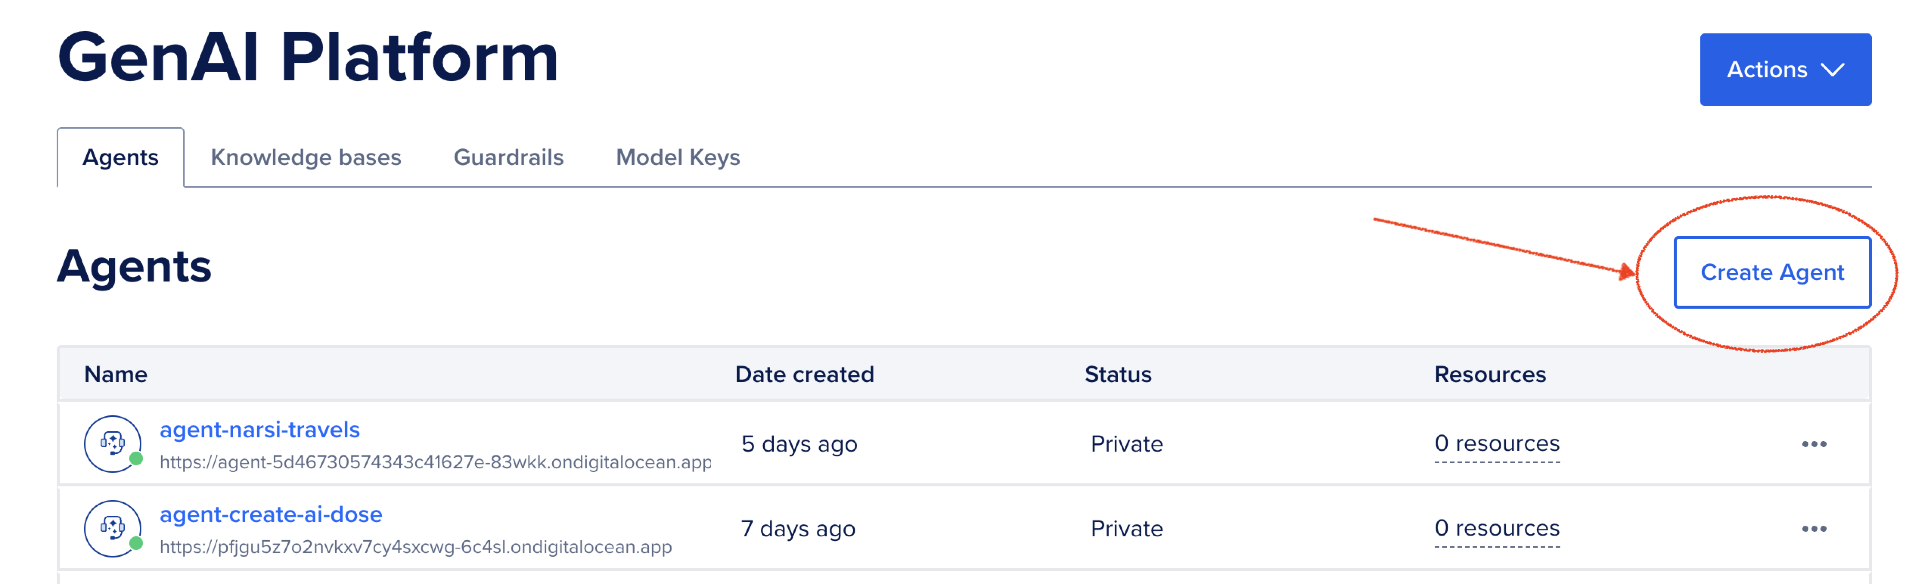 GenAI Platform
Actions
Agents Knowledge bases Guardrails Model Keys
Agents
Create Agent
Name Date created Status Resources
agent-narsi-travels
https://agent-5d46730574343c41627e-83wkk.ondigitalocean.app
5 days ago Private 0 resources
agent-create-ai-dose
https://pfjgu5z7o2nvkxv7cy4sxcwg-6c4sl.ondigitalocean.app
7 days ago Private 0 resources